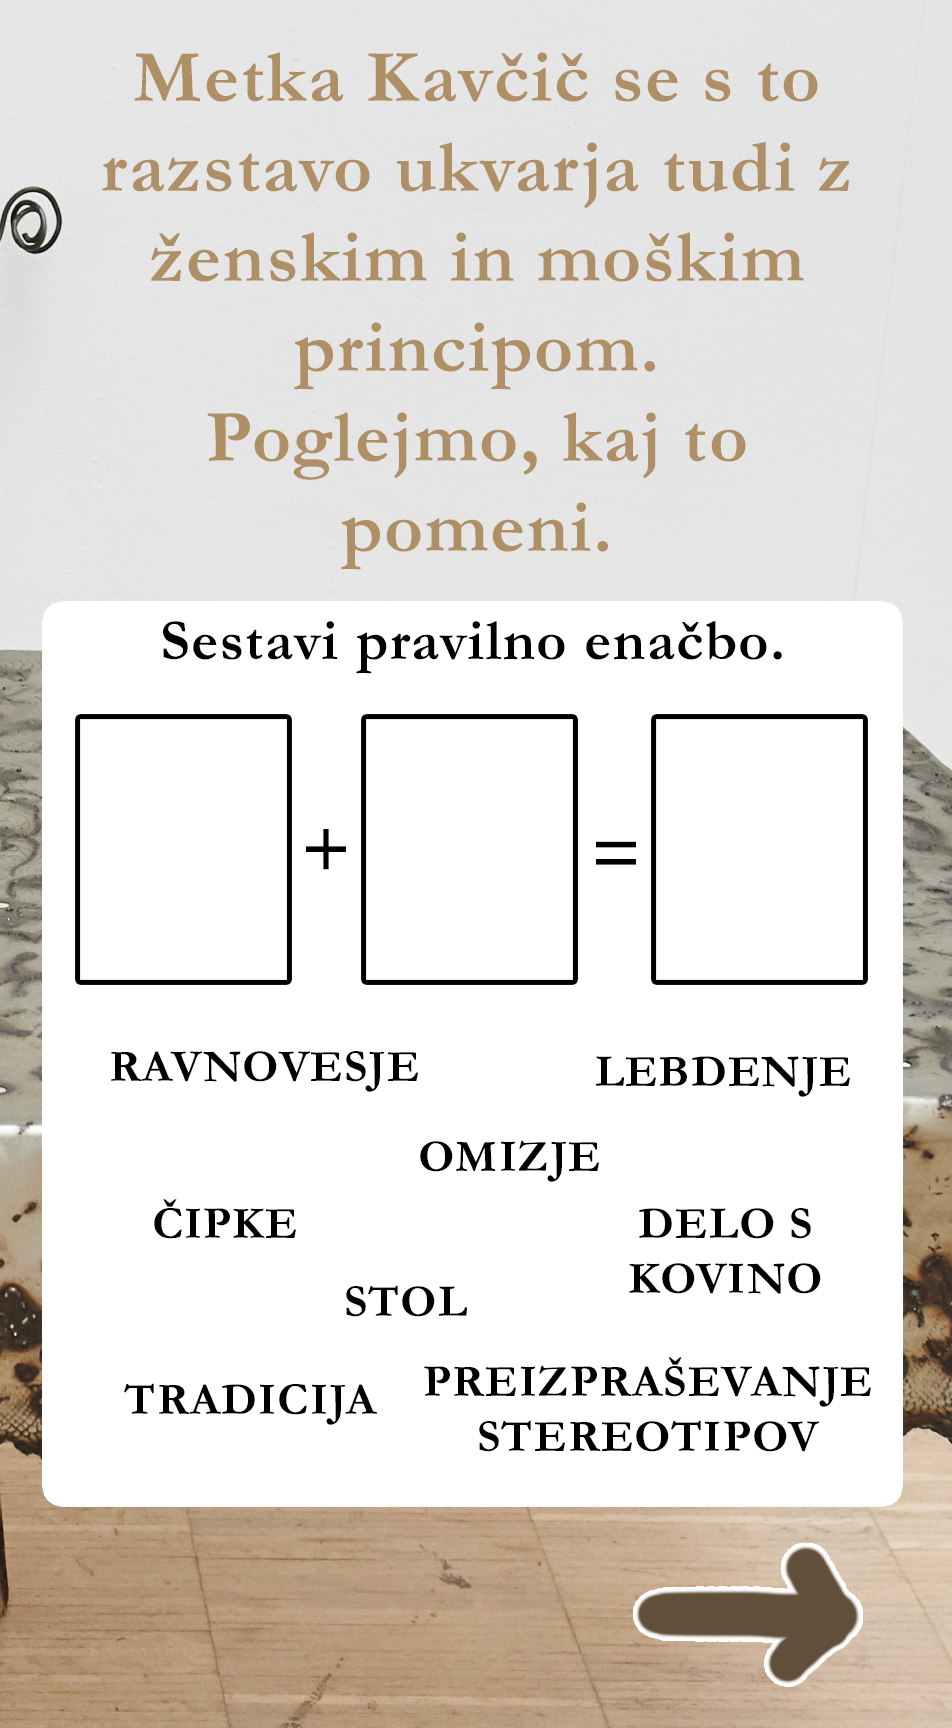 Metka Kavčič se s to
razstavo ukvarja tudi z
ženskim in moškim
principom.
Poglejmo, kaj to
pomeni.
Sestavi pravilno enačbo.
+ =
RAVNOVESJE
LEBDENJE
OMIZJE
ČIPKE
DELO S
KOVINO
STOL
TRADICIJA
PREIZPRAŠEVANJE
STEREOTIPOV